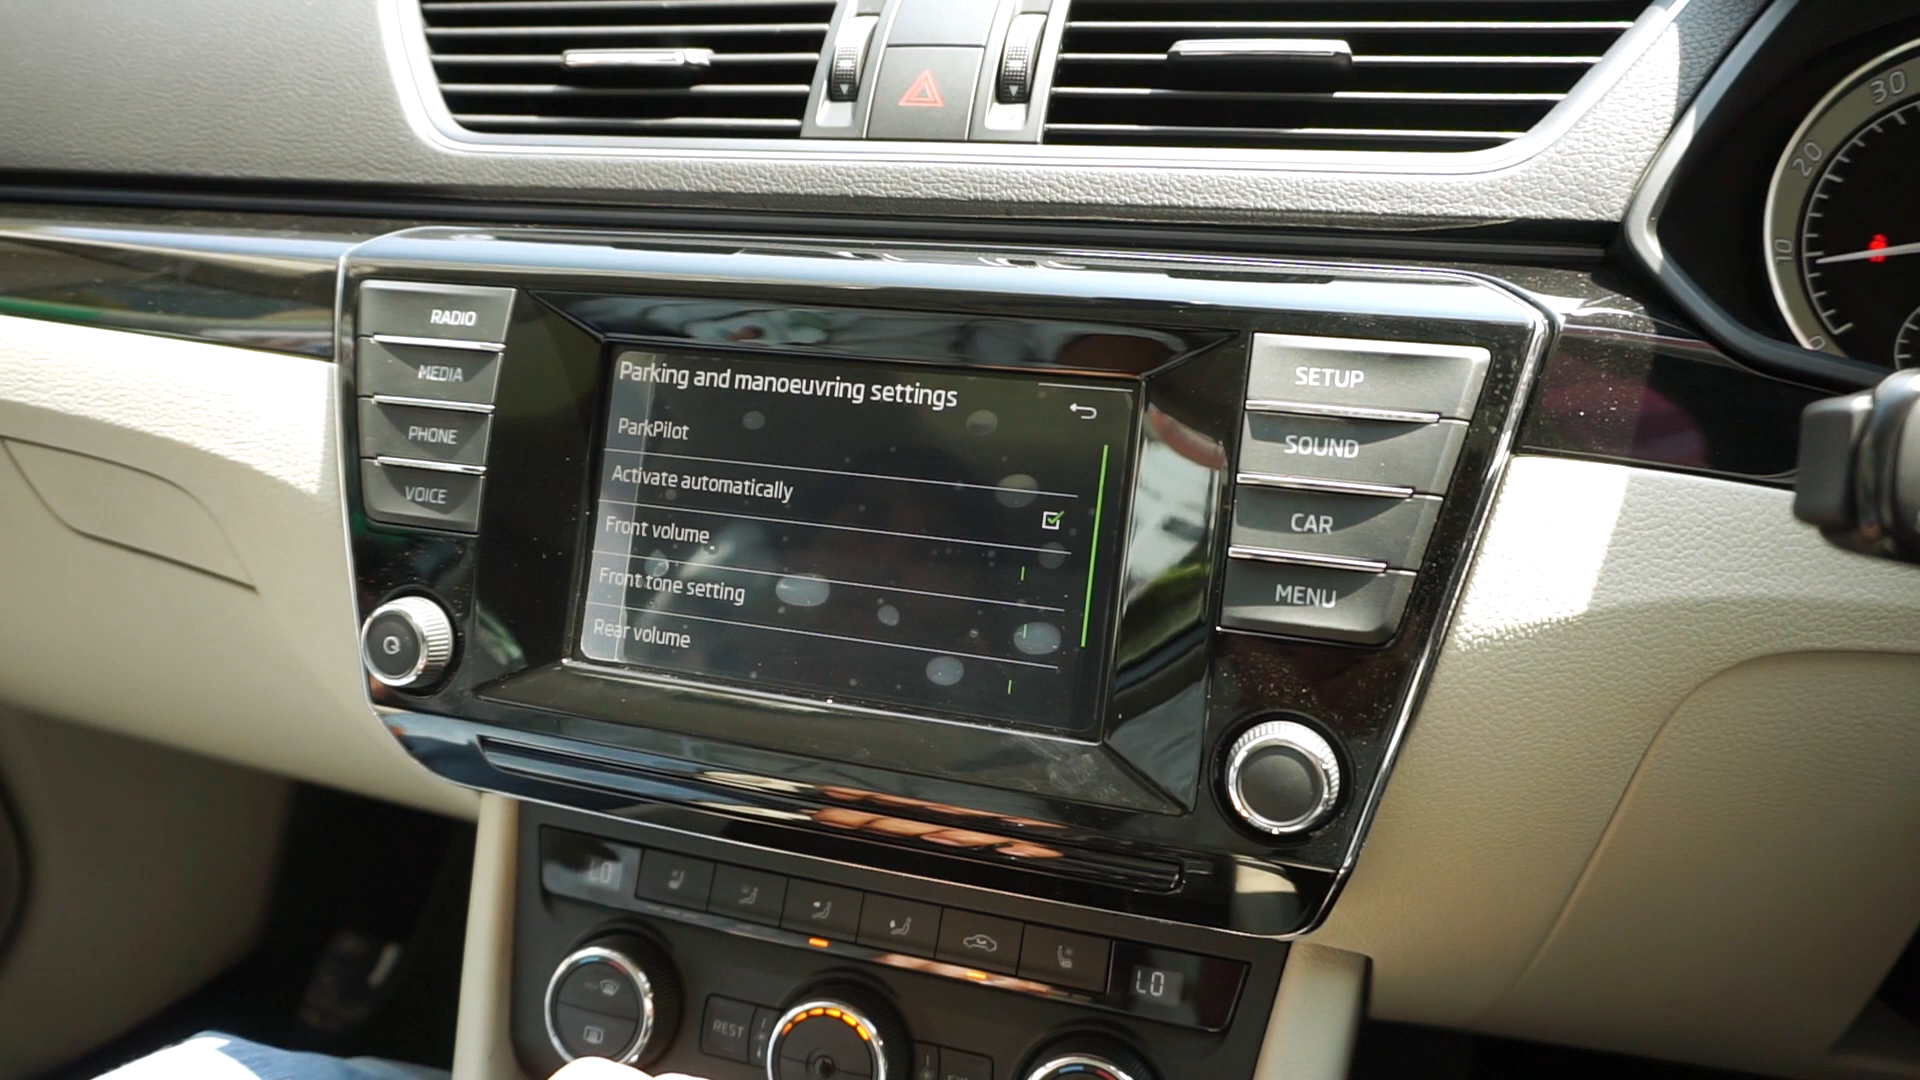 30
20
10
0
RADIO
MEDIA
PHONE
VOICE
Parking and manoeuvring settings
ParkPilot
Activate automatically
Front volume
Front tone setting
Rear volume
SETUP
SOUND
CAR
MENU
LO
LO
REST